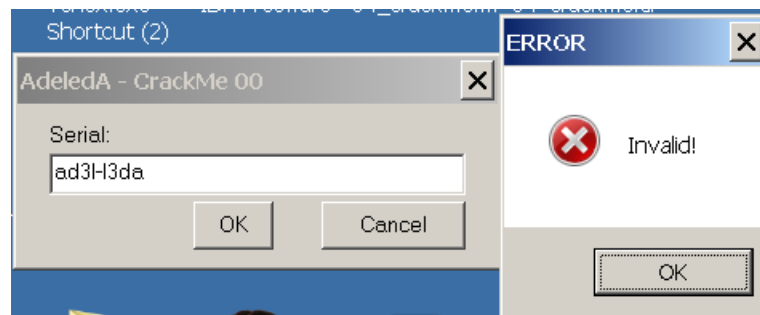 Shortcut (2)
ERROR
AdeledA - CrackMe 00
Serial:
Invalid!
ad3l-l3da
OK
Cancel
OK